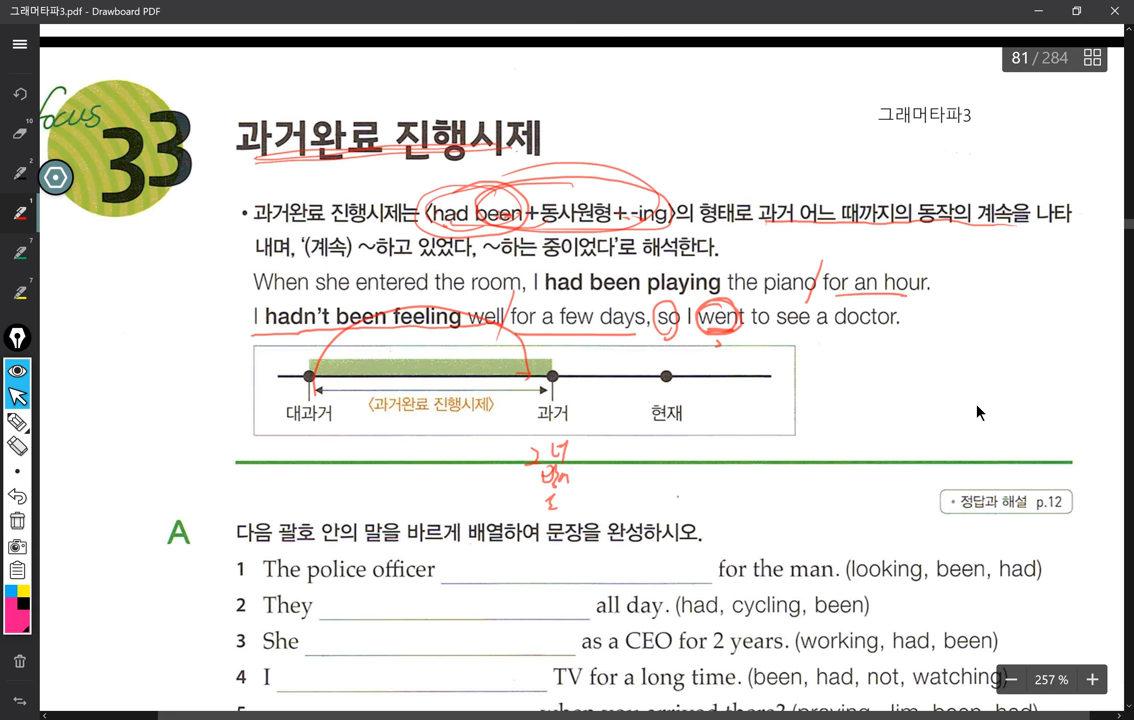 그래머타파3.pdf - Drawboard PDF
81 / 284
focus
33
과거완료 진행시제
그래머타파3
• 과거완료 진행시제는 〈had been+동사원형+-ing〉의 형태로 과거 어느 때까지의 동작의 계속을 나타
내며, ‘(계속) ~하고 있었다, ~하는 중이었다’로 해석한다.
When she entered the room, I had been playing the piano for an hour.
I hadn't been feeling well for a few days, so I went to see a doctor.
〈과거완료 진행시제〉
대과거 과거 현재
• 정답과 해설 p.12
A 다음 괄호 안의 말을 바르게 배열하여 문장을 완성하시오.
1 The police officer for the man. (looking, been, had)
2 They all day. (had, cycling, been)
3 She as a CEO for 2 years. (working, had, been)
4 I TV for a long time. (been, had, not, watching)
257 %
10
2
1
7
7